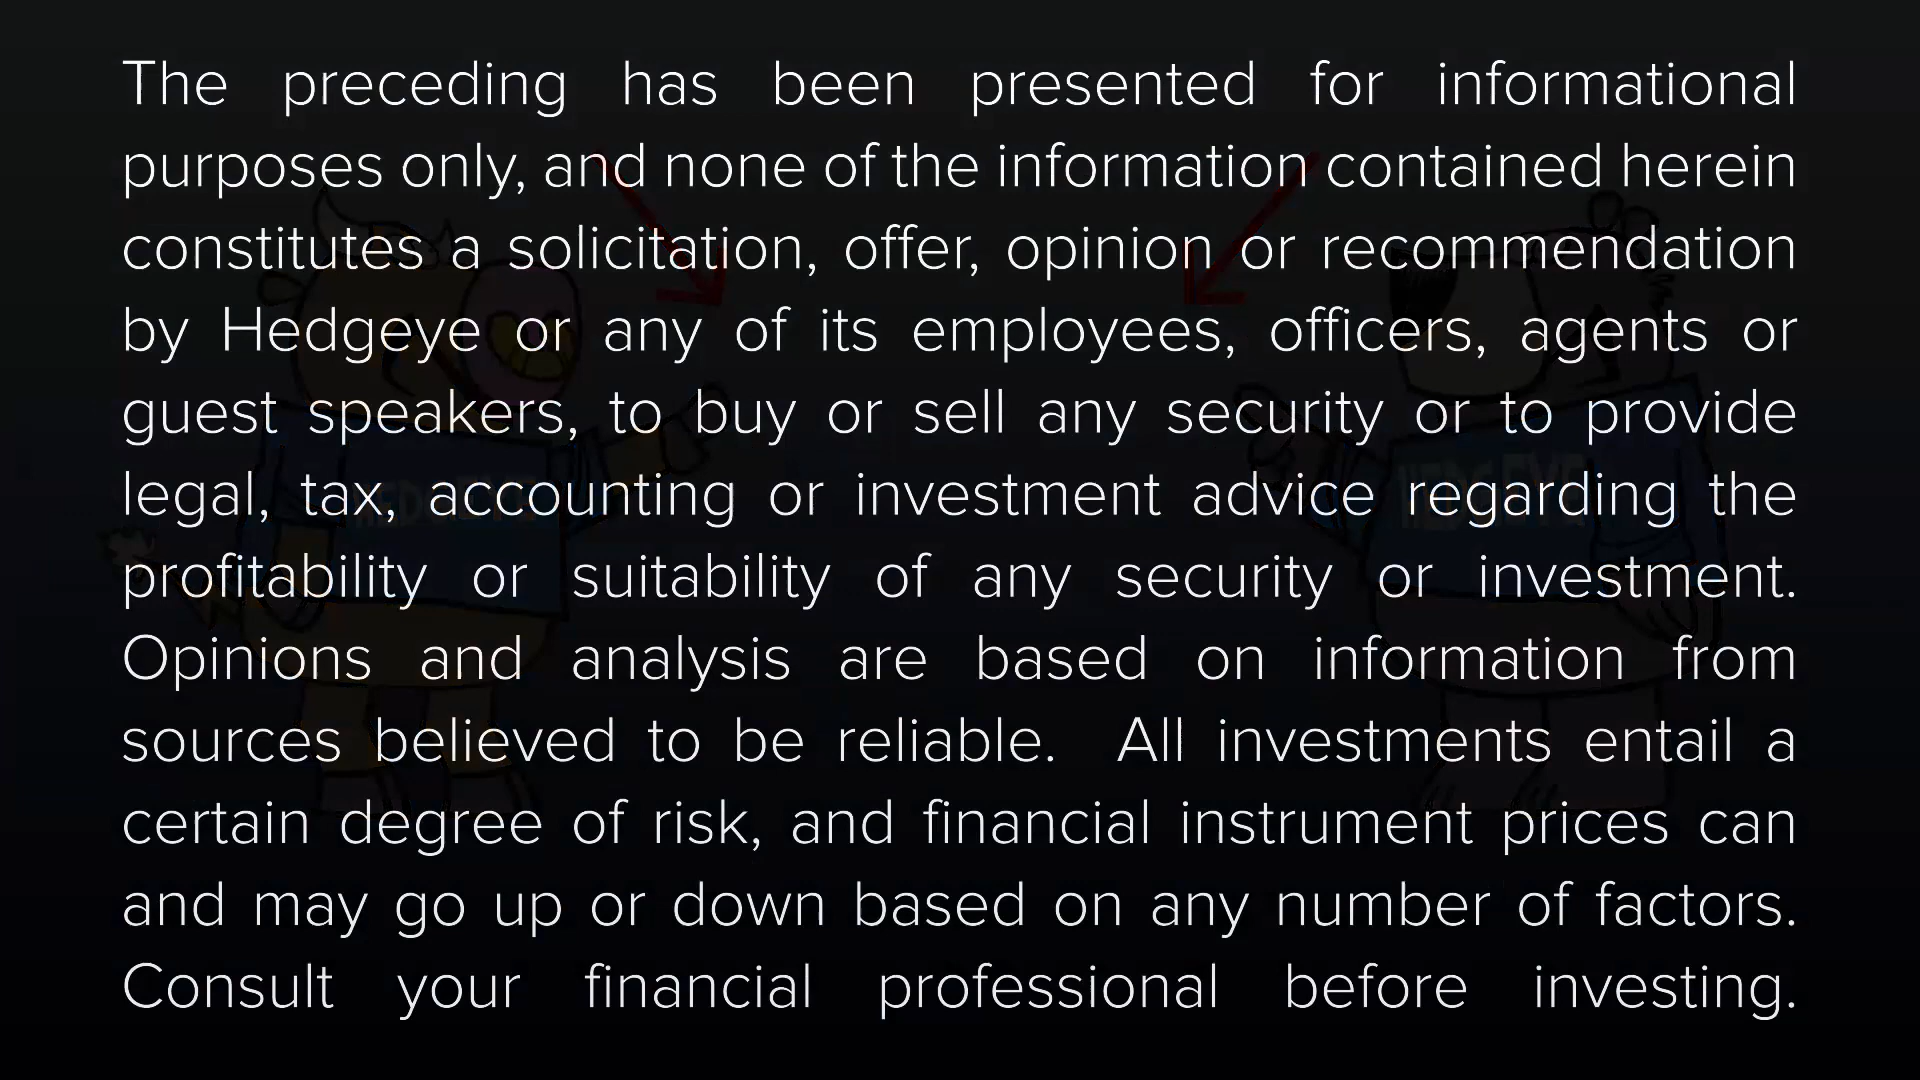 The preceding has been presented for informational
purposes only, and none of the information contained herein
constitutes a solicitation, offer, opinion or recommendation
by Hedgeye or any of its employees, officers, agents or
guest speakers, to buy or sell any security or to provide
legal, tax, accounting or investment advice regarding the
profitability or suitability of any security or investment.
Opinions and analysis are based on information from
sources believed to be reliable.  All investments entail a
certain degree of risk, and financial instrument prices can
and may go up or down based on any number of factors.
Consult your financial professional before investing.
HEDGEYE
HEDGEYE